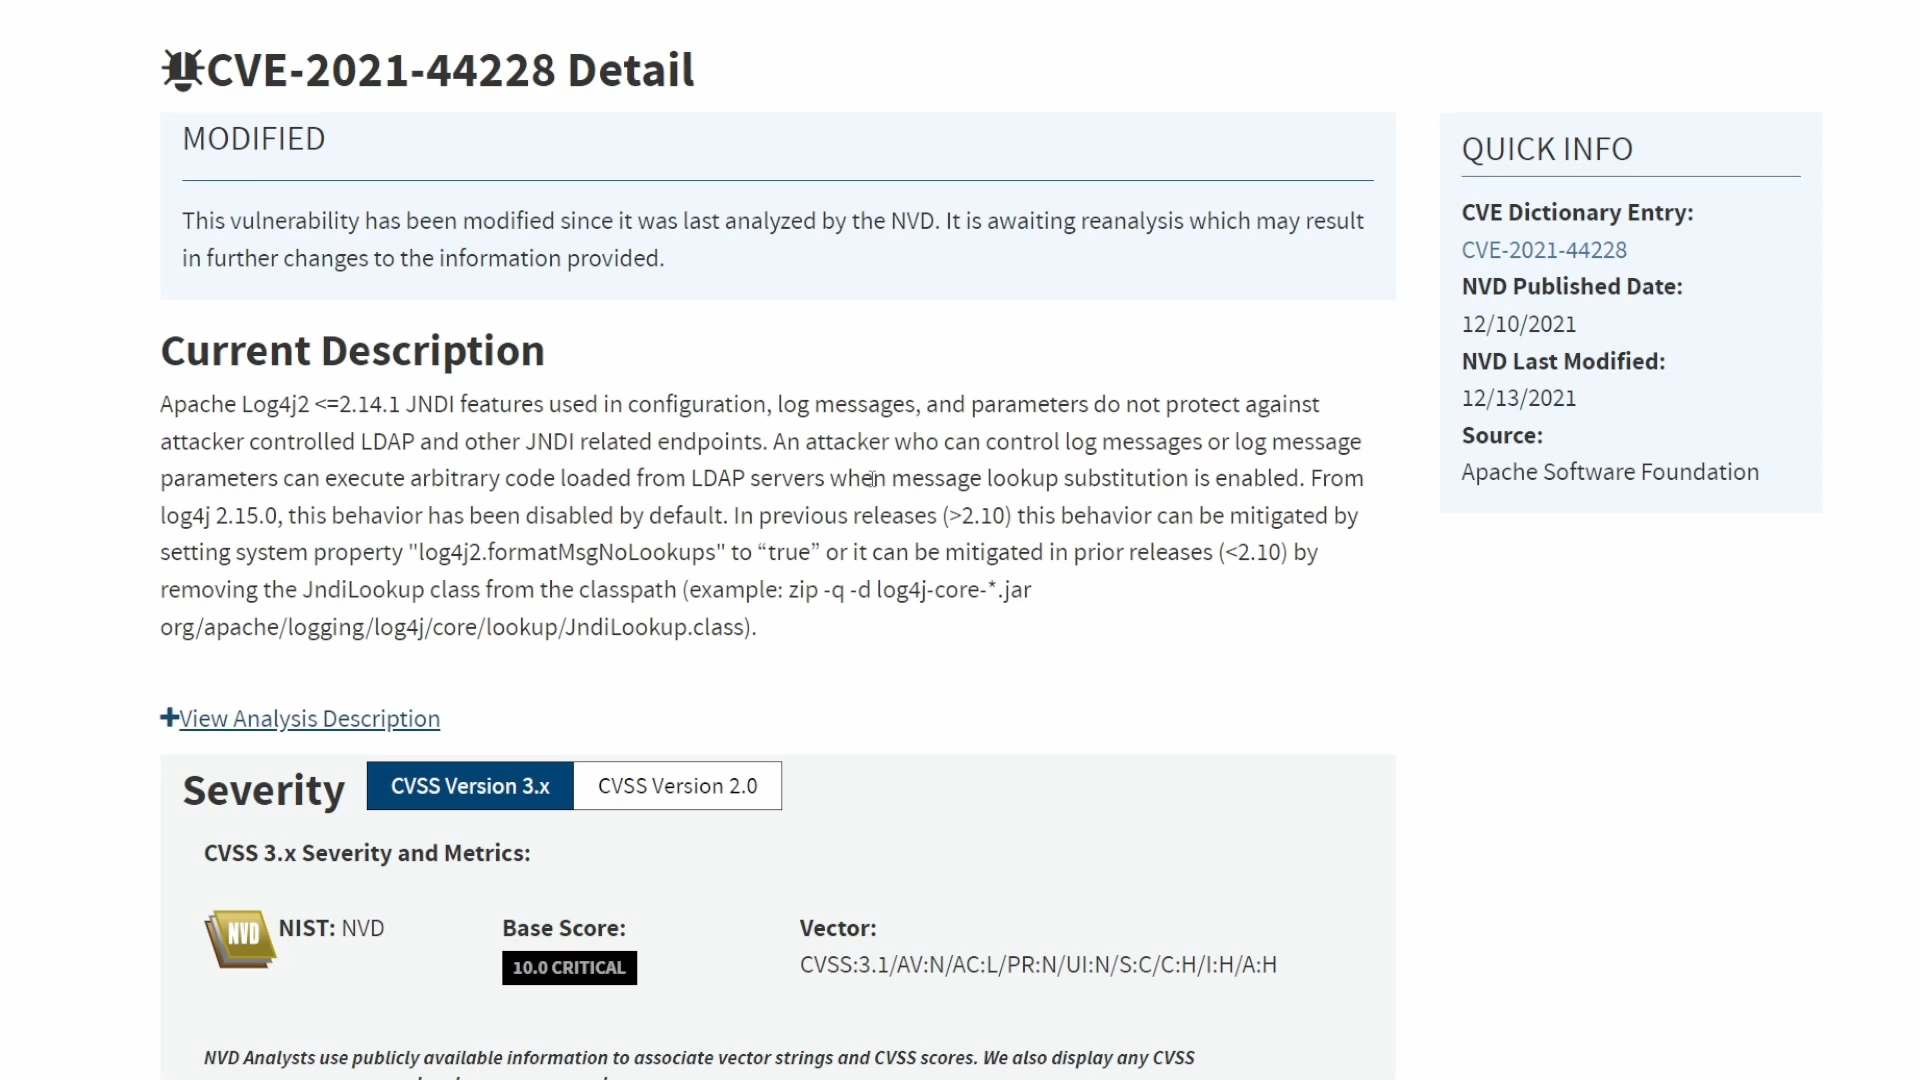 CVE-2021-44228 Detail
MODIFIED
This vulnerability has been modified since it was last analyzed by the NVD. It is awaiting reanalysis which may result
in further changes to the information provided.
Current Description
Apache Log4j2 <=2.14.1 JNDI features used in configuration, log messages, and parameters do not protect against
attacker controlled LDAP and other JNDI related endpoints. An attacker who can control log messages or log message
parameters can execute arbitrary code loaded from LDAP servers when message lookup substitution is enabled. From
log4j 2.15.0, this behavior has been disabled by default. In previous releases (>2.10) this behavior can be mitigated by
setting system property "log4j2.formatMsgNoLookups" to “true” or it can be mitigated in prior releases (<2.10) by
removing the JndiLookup class from the classpath (example: zip -q -d log4j-core-*.jar
org/apache/logging/log4j/core/lookup/JndiLookup.class).
View Analysis Description
Severity CVSS Version 3.x CVSS Version 2.0
CVSS 3.x Severity and Metrics:
NVD NIST: NVD
Base Score:
10.0 CRITICAL
Vector:
CVSS:3.1/AV:N/AC:L/PR:N/UI:N/S:C/C:H/I:H/A:H
NVD Analysts use publicly available information to associate vector strings and CVSS scores. We also display any CVSS
QUICK INFO
CVE Dictionary Entry:
CVE-2021-44228
NVD Published Date:
12/10/2021
NVD Last Modified:
12/13/2021
Source:
Apache Software Foundation